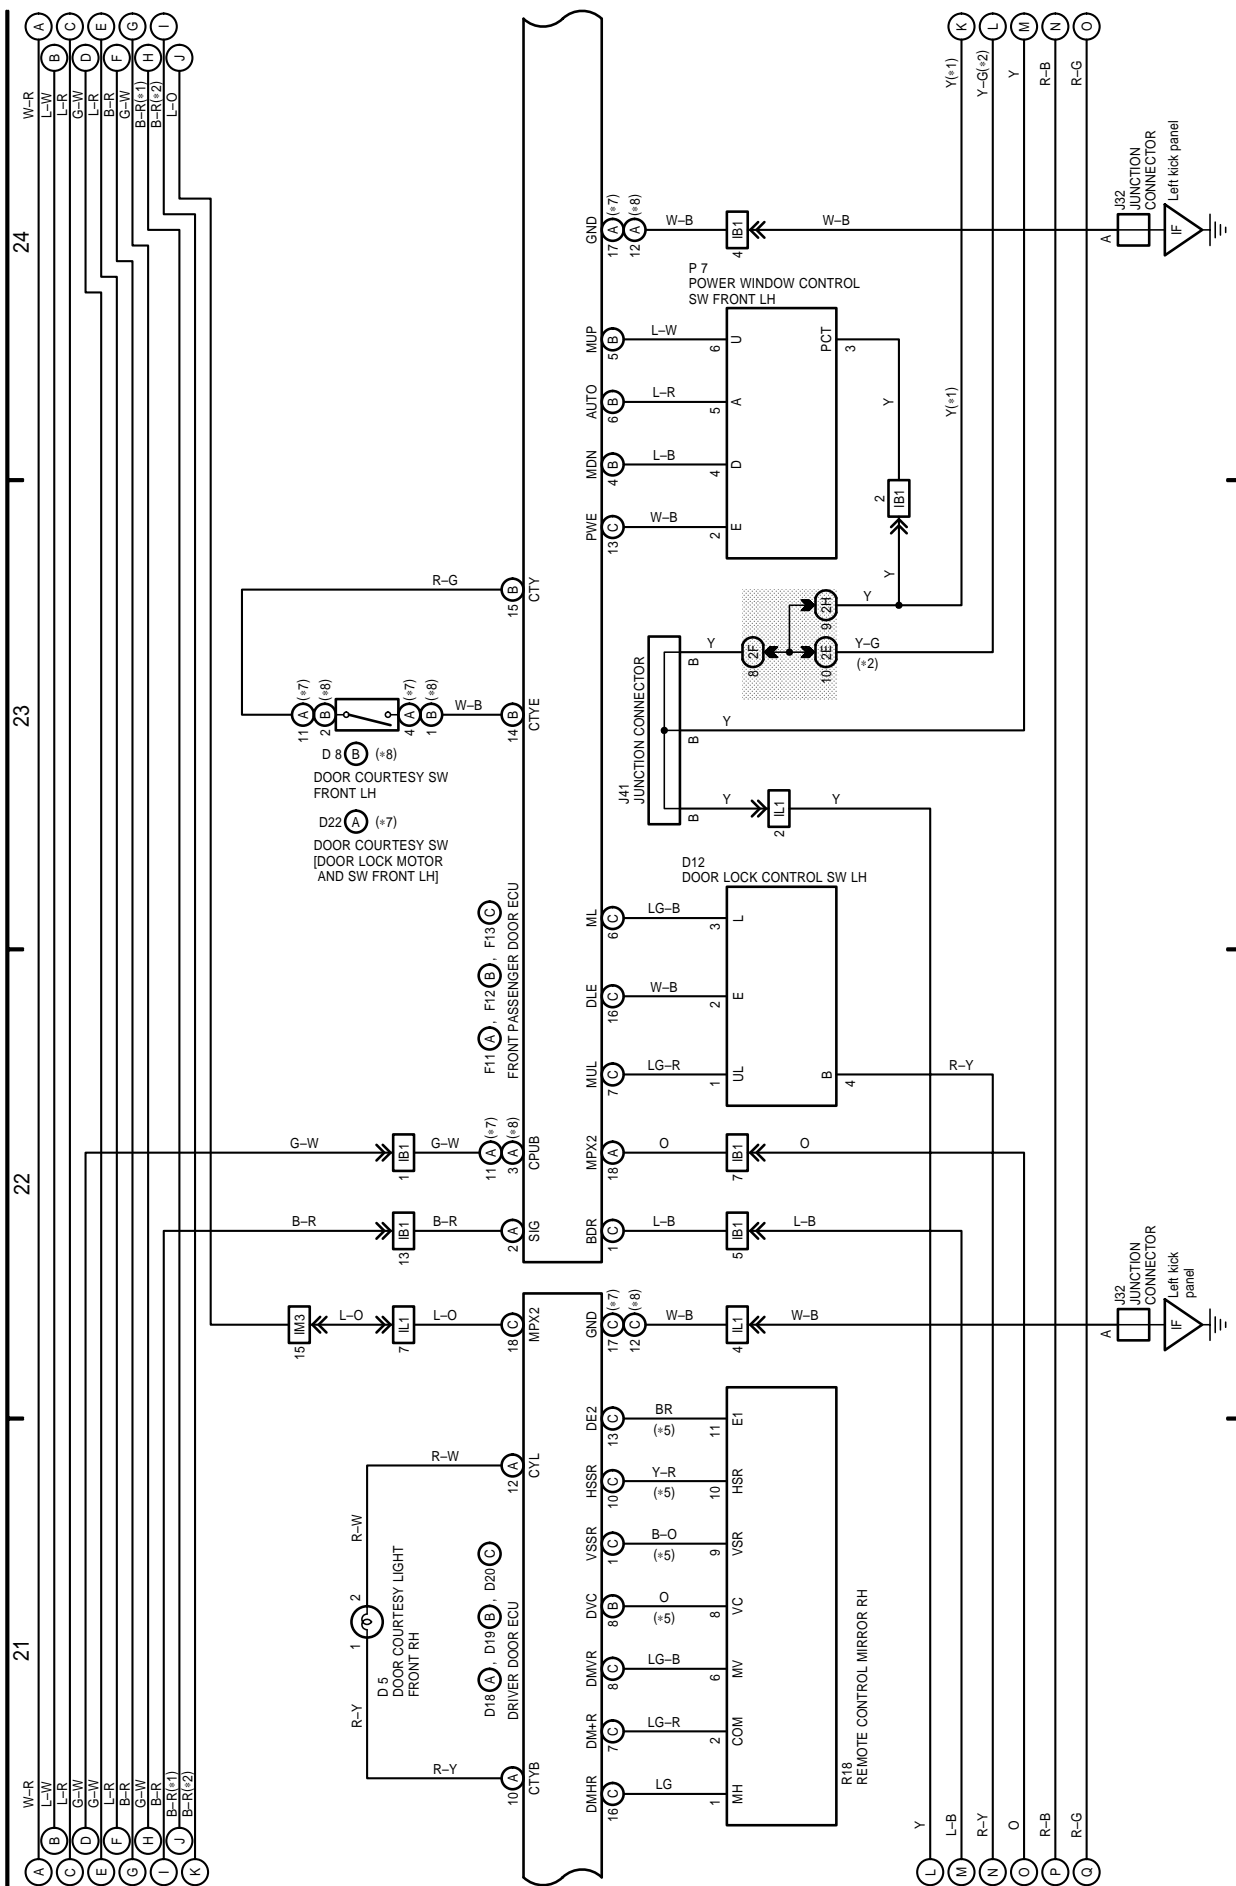 21
22
23
24
A
W–R
W–R
A
B
L–W
L–W
B
C
L–R
L–R
C
D
G–W
G–W
D
E
G–W
L–R
E
F
L–R
B–R
F
G
B–R
G–W
G
H
G–W
B–R(*1)
H
I
B–R
B–R(*2)
I
J
B–R(*1)
L–O
J
K
B–R(*2)
R–Y
R–Y
1
2
R–W
R–W
D 5
DOOR COURTESY LIGHT
FRONT RH
D18 A , D19 B , D20 C
DRIVER DOOR ECU
10 A
CTYB
12 A
CYL
15
IM3
L–O
7
IL1
L–O
18 C
MPX2
DMHR
16 C
LG
1
MH
DM+R
7 C
LG–R
2
COM
DMVR
8 C
LG–B
6
MV
DVC
8 B
O
(*5)
8
VC
VSSR
1 C
B–O
(*5)
9
VSR
HSSR
10 C
Y–R
(*5)
10
HSR
DE2
13 C
BR
(*5)
11
E1
R18
REMOTE CONTROL MIRROR RH
GND
17 C (*7)
12 C (*8)
W–B
4
IL1
W–B
A
J32
JUNCTION
CONNECTOR
IF
Left kick
panel
B–R
13
IB1
B–R
2 A
SIG
G–W
1
IB1
G–W
11 A (*7)
3 A (*8)
CPUB
F11 A , F12 B , F13 C
FRONT PASSENGER DOOR ECU
BDR
1 C
L–B
5
IB1
L–B
MPX2
18 A
O
7
IB1
O
MUL
7 C
LG–R
1
UL
DLE
16 C
W–B
2
E
ML
6 C
LG–B
3
L
D12
DOOR LOCK CONTROL SW LH
B
4
R–Y
11 A (*7)
2 B (*8)
4 A (*7)
1 B (*8)
W–B
14 B
CTYE
R–G
15 B
CTY
D 8 B (*8)
DOOR COURTESY SW
FRONT LH
D22 A (*7)
DOOR COURTESY SW
[DOOR LOCK MOTOR
AND SW FRONT LH]
J41
JUNCTION CONNECTOR
B
Y
2
IL1
Y
B
Y
B
Y
8 2F
10 2E
Y–G
(*2)
9 2H
Y
Y
2
IB1
Y
PWE
13 C
W–B
2
E
MDN
4 B
L–B
4
D
AUTO
6 B
L–R
5
A
MUP
5 B
L–W
6
U
PCT
3
P 7
POWER WINDOW CONTROL
SW FRONT LH
GND
17 A (*7)
12 A (*8)
W–B
4
IB1
W–B
A
J32
JUNCTION
CONNECTOR
IF
Left kick panel
L
Y
M
L–B
Y(*1)
Y(*1)
K
N
R–Y
Y–G(*2)
L
O
O
Y
M
P
R–B
R–B
N
Q
R–G
R–G
O